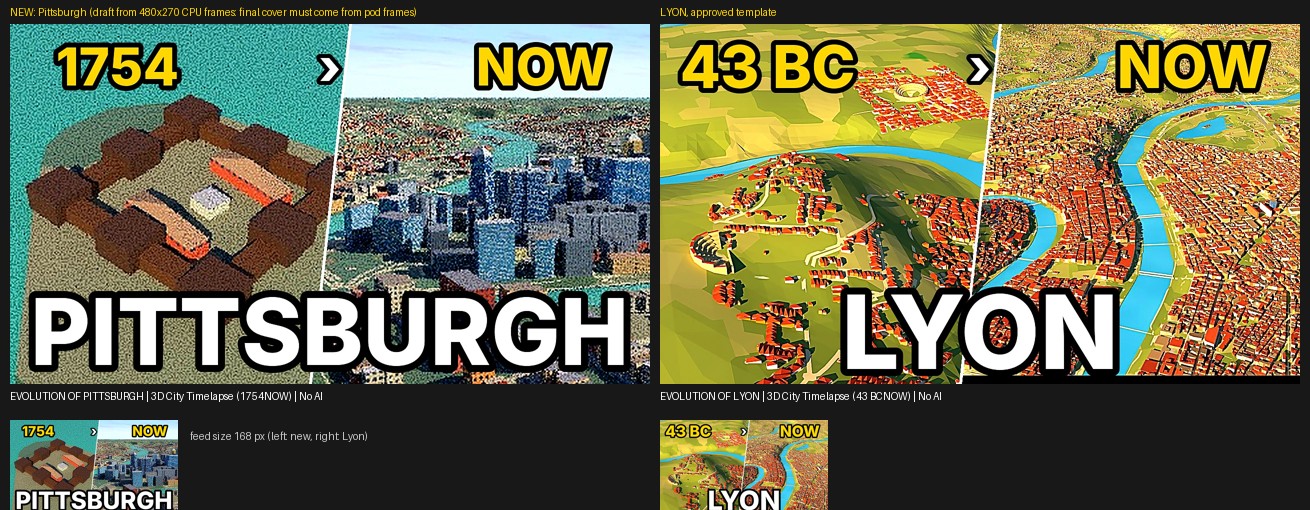 NEW: Pittsburgh (draft from 480x270 CPU frames: final cover must come from pod frames)
1754 › NOW
PITTSBURGH
EVOLUTION OF PITTSBURGH | 3D City Timelapse (1754NOW) | No AI
LYON, approved template
43 BC › NOW
LYON
EVOLUTION OF LYON | 3D City Timelapse (43 BCNOW) | No AI
1754 › NOW
PITTSBURGH
feed size 168 px (left: new, right: Lyon)
43 BC › NOW
LYON